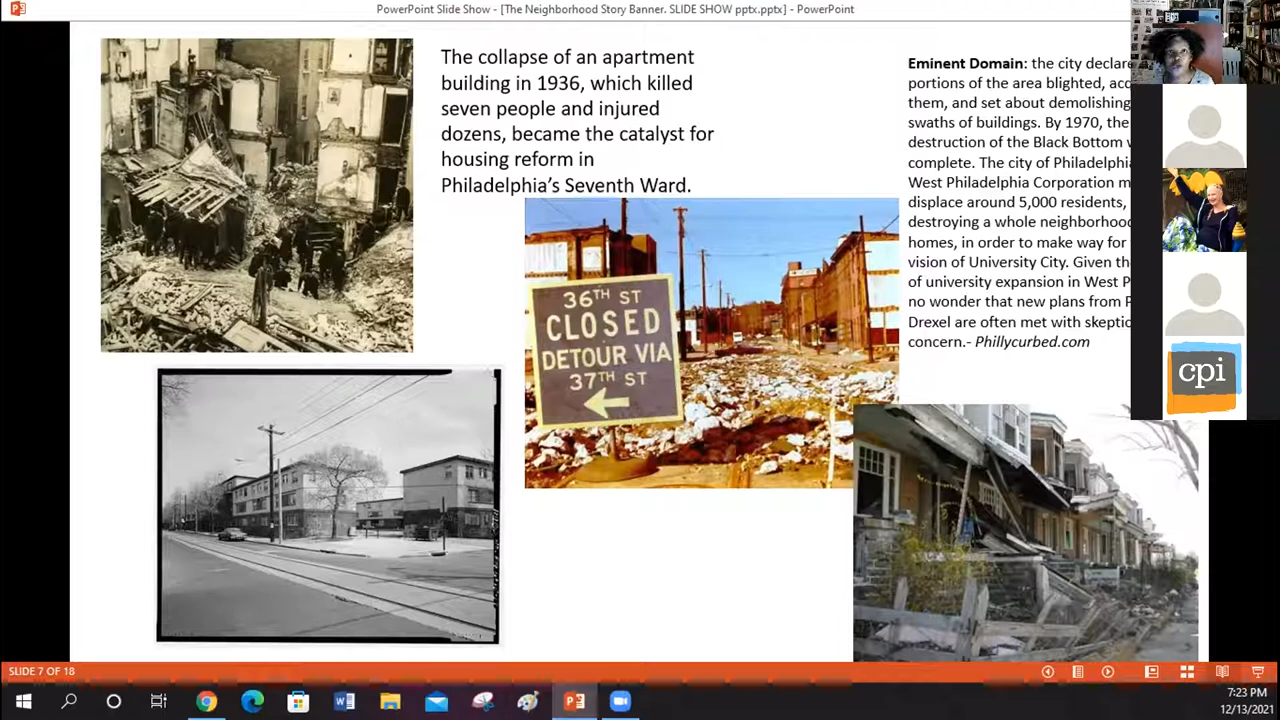 PowerPoint Slide Show - [The Neighborhood Story Banner. SLIDE SHOW pptx.pptx] - PowerPoint
The collapse of an apartment
building in 1936, which killed
seven people and injured
dozens, became the catalyst for
housing reform in
Philadelphia's Seventh Ward.
Eminent Domain: the city declare
portions of the area blighted, acq
them, and set about demolishing
swaths of buildings. By 1970, the
destruction of the Black Bottom w
complete. The city of Philadelphia
West Philadelphia Corporation m
displace around 5,000 residents,
destroying a whole neighborhood
homes, in order to make way for
vision of University City. Given the
of university expansion in West P
no wonder that new plans from P
Drexel are often met with skeptic
concern.- Phillycurbed.com
36TH ST
CLOSED
DETOUR VIA
37TH ST
cpi
SLIDE 7 OF 18
7:23 PM
12/13/2021